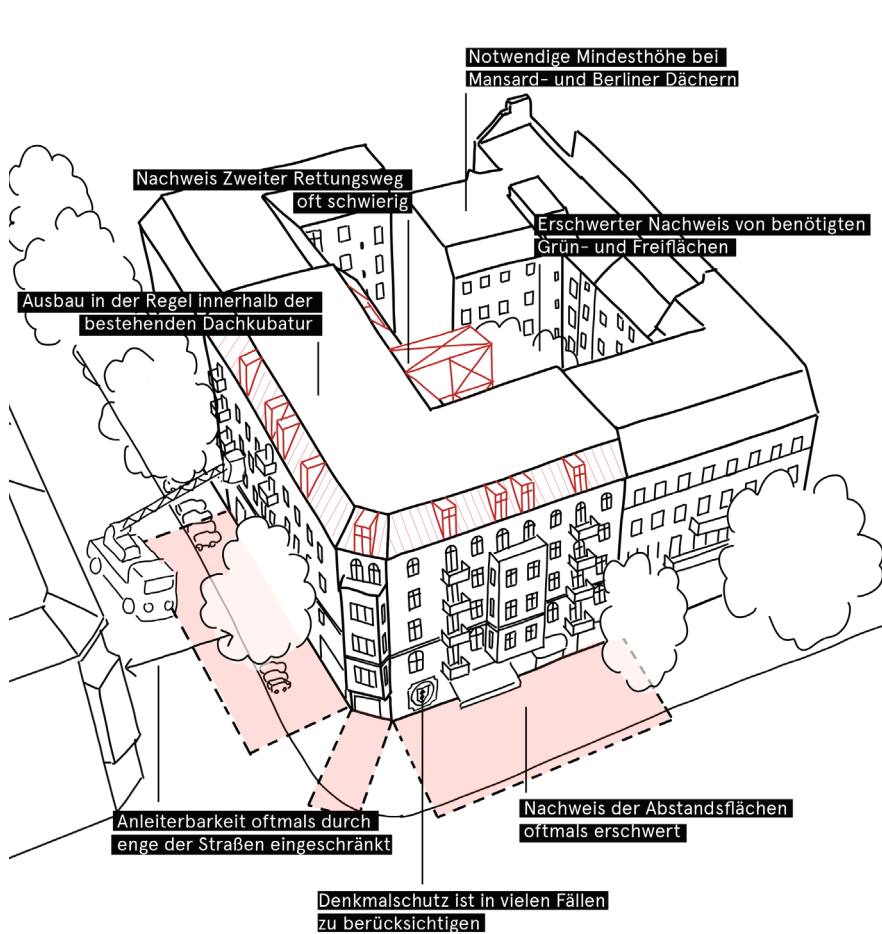 Notwendige Mindesthöhe bei
Mansard- und Berliner Dächern
Nachweis Zweiter Rettungsweg
oft schwierig
Erschwerter Nachweis von benötigten
Grün- und Freiflächen
Ausbau in der Regel innerhalb der
bestehenden Dachkubatur
Anleiterbarkeit oftmals durch
enge der Straßen eingeschränkt
Nachweis der Abstandsflächen
oftmals erschwert
Denkmalschutz ist in vielen Fällen
zu berücksichtigen